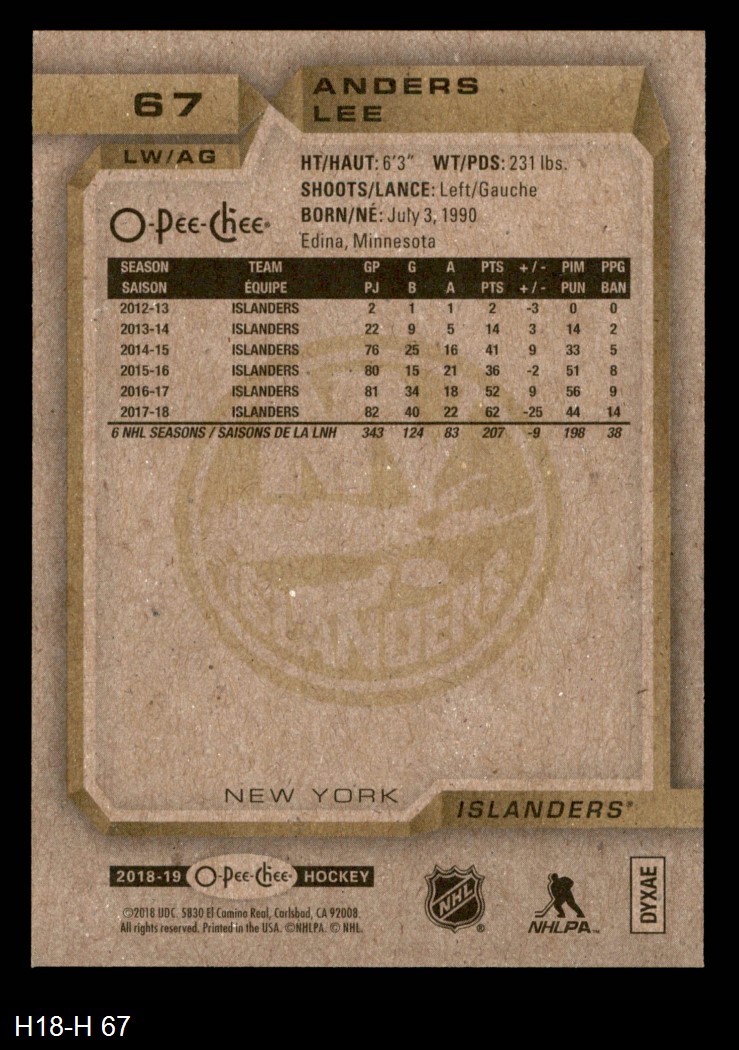 67
ANDERS
LEE
LW/AG
HT/HAUT: 6'3" WT/PDS: 231 lbs.
SHOOTS/LANCE: Left/Gauche
BORN/NÉ: July 3, 1990
Edina, Minnesota
O-Pee-Chee®
SEASON TEAM GP G A PTS +/- PIM PPG
SAISON ÉQUIPE PJ B A PTS +/- PUN BAN
2012-13 ISLANDERS 2 1 1 2 -3 0 0
2013-14 ISLANDERS 22 9 5 14 3 14 2
2014-15 ISLANDERS 76 25 16 41 9 33 5
2015-16 ISLANDERS 80 15 21 36 -2 51 8
2016-17 ISLANDERS 81 34 18 52 9 56 9
2017-18 ISLANDERS 82 40 22 62 -25 44 14
6 NHL SEASONS / SAISONS DE LA LNH 343 124 83 207 -9 198 38
ISLANDERS
NEW YORK
ISLANDERS®
2018-19 O-Pee-Chee HOCKEY
©2018 UDC. 5830 El Camino Real, Carlsbad, CA 92008.
All rights reserved. Printed in the USA. ©NHLPA. © NHL.
NHL ®
NHLPA™
DYXAE
H18-H 67